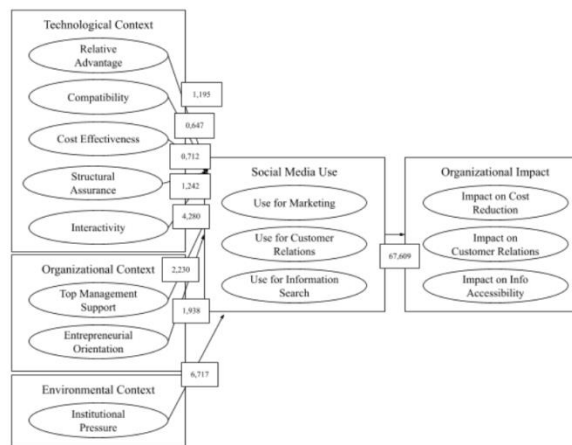 Technological Context
Relative
Advantage
Compatibility
Cost Effectiveness
Structural
Assurance
Interactivity
1,195
0,647
0,712
1,242
4,280
Organizational Context
Top Management
Support
Entrepreneurial
Orientation
2,230
1,938
Environmental Context
Institutional
Pressure
6,717
Social Media Use
Use for Marketing
Use for Customer
Relations
Use for Information
Search
67,609
Organizational Impact
Impact on Cost
Reduction
Impact on
Customer Relations
Impact on Info
Accessibility